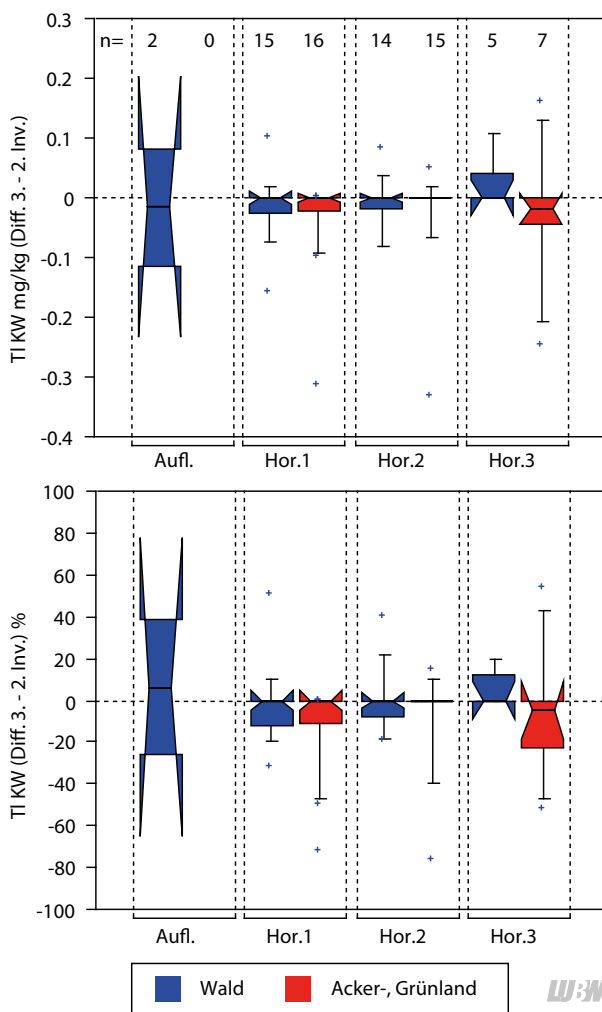 0.3
n= 2 0 15 16 14 15 5 7
0.2
0.1
0
-0.1
-0.2
-0.3
-0.4
Tl KW mg/kg (Diff. 3. - 2. Inv.)
Aufl. Hor.1 Hor.2 Hor.3
100
80
60
40
20
0
-20
-40
-60
-80
-100
Tl KW (Diff. 3. - 2. Inv.) %
Aufl. Hor.1 Hor.2 Hor.3
Wald Acker-, Grünland
LUBW